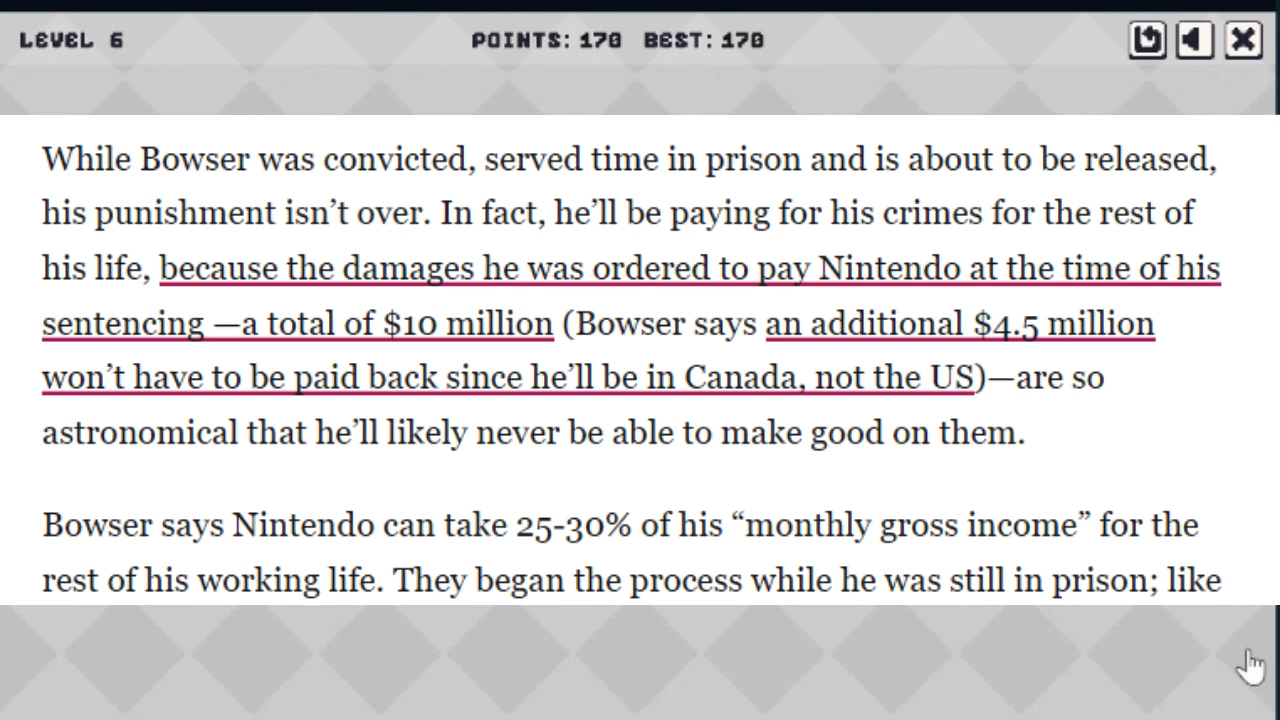 LEVEL 6
POINTS: 170 BEST: 170
While Bowser was convicted, served time in prison and is about to be released,
his punishment isn’t over. In fact, he’ll be paying for his crimes for the rest of
his life, because the damages he was ordered to pay Nintendo at the time of his
sentencing —a total of $10 million (Bowser says an additional $4.5 million
won’t have to be paid back since he’ll be in Canada, not the US)—are so
astronomical that he’ll likely never be able to make good on them.
Bowser says Nintendo can take 25-30% of his “monthly gross income” for the
rest of his working life. They began the process while he was still in prison; like